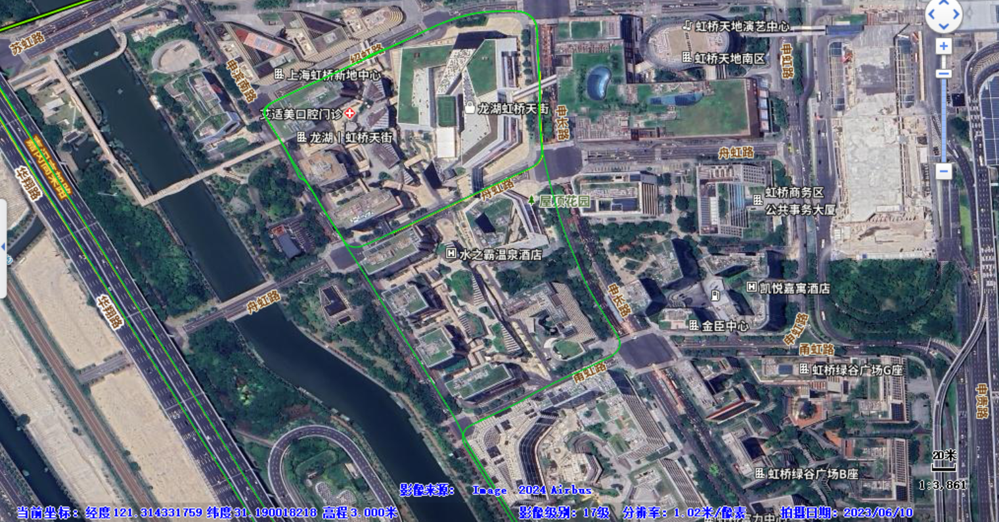 苏虹路
绍虹路
申滨南路
上海虹桥新地中心
艾适美口腔门诊
龙湖丨虹桥天街
龙湖虹桥天街
申长路
虹桥天地演艺中心
虹桥天地南区
申虹路
舟虹路
嘉闵高架路
华翔路
舟虹路
屋顶花园
虹桥商务区
公共事务大厦
水之霸温泉酒店
舟虹路
华翔路
申长路
凯悦嘉寓酒店
金臣中心
申虹路
甬虹路
甬虹路
虹桥绿谷广场G座
申贵路
虹桥绿谷广场B座
20米
1:3,861
影像来源: Image 2024 Airbus
当前坐标: 经度121.314331759 纬度31.190018218 高程3.000米
影像级别: 17级 分辨率: 1.02米/像素 拍摄日期: 2023/06/10